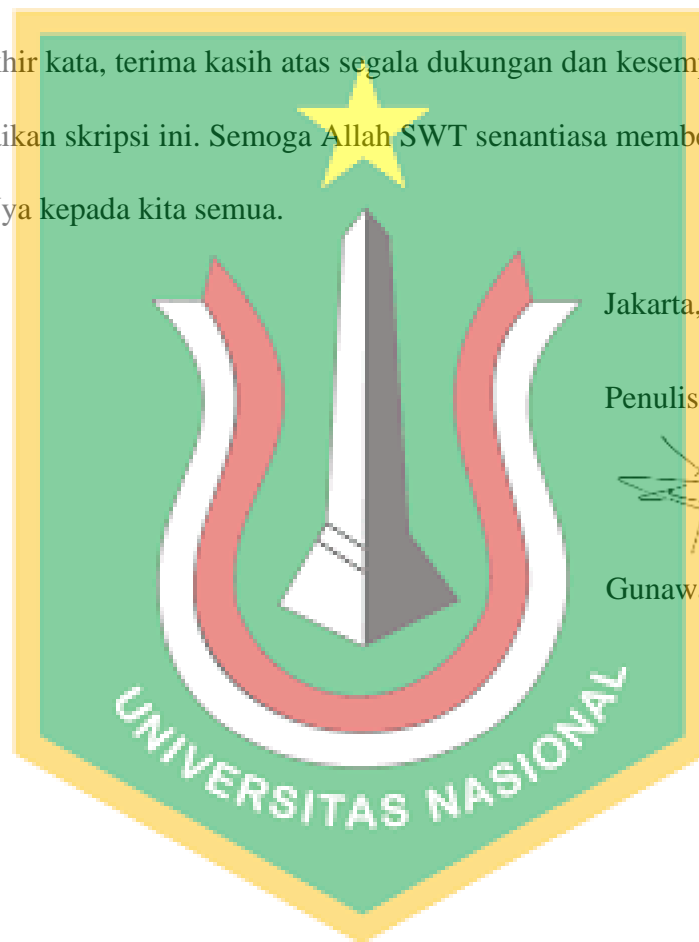 hir kata, terima kasih atas segala dukungan dan kesemp
ikan skripsi ini. Semoga Allah SWT senantiasa membe
ya kepada kita semua.
Jakarta,
Penulis
Gunaw
UNIVERSITAS NASIONAL